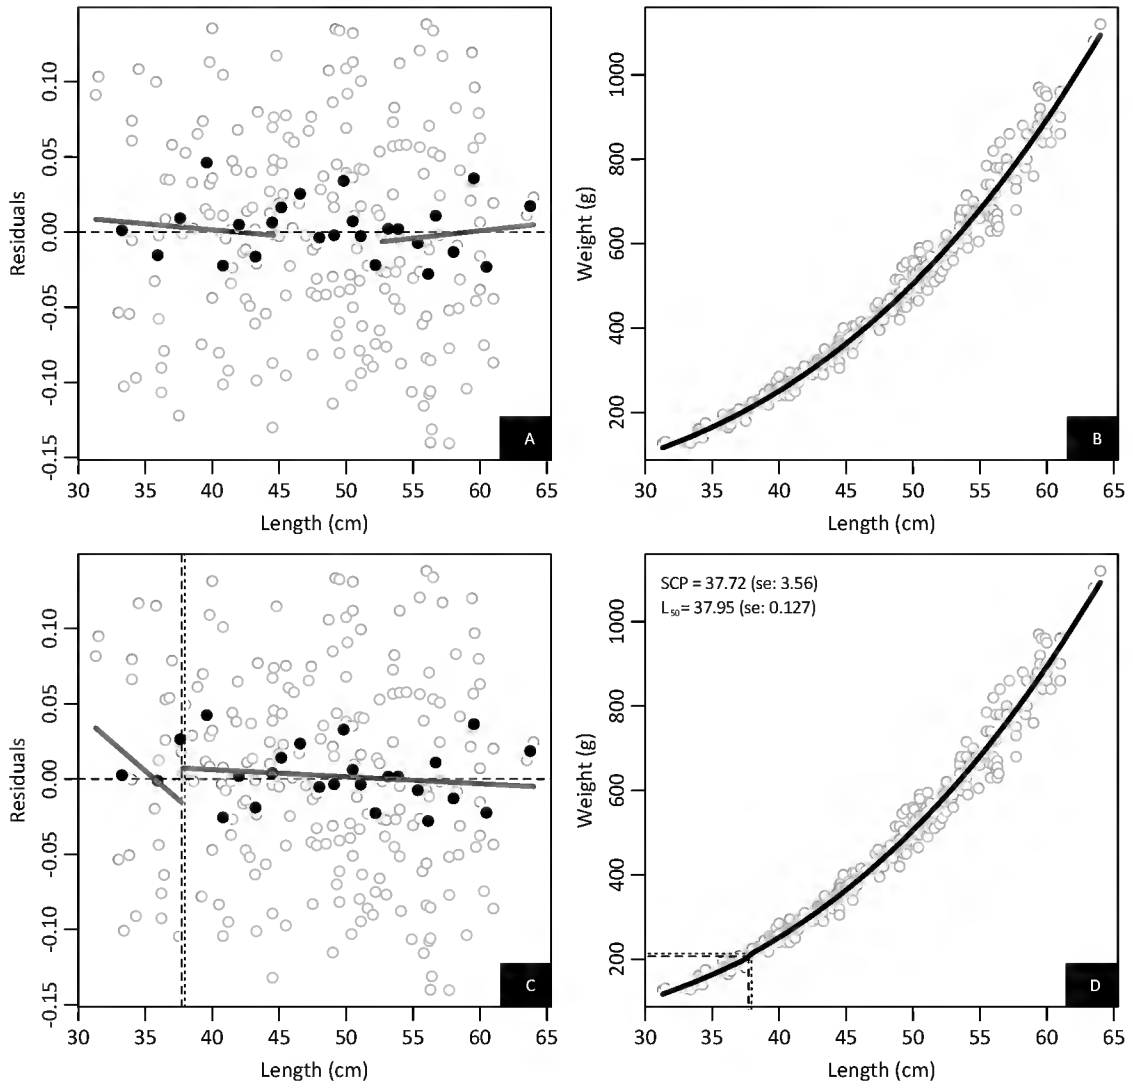 0.10
0.05
0.00
-0.05
-0.10
-0.15
Residuals
A
30 35 40 45 50 55 60 65
Length (cm)
1000
800
600
400
200
Weight (g)
B
30 35 40 45 50 55 60 65
Length (cm)
0.10
0.05
0.00
-0.05
-0.10
-0.15
Residuals
C
30 35 40 45 50 55 60 65
Length (cm)
SCP = 37.72 (se: 3.56)
L50= 37.95 (se: 0.127)
1000
800
600
400
200
Weight (g)
D
30 35 40 45 50 55 60 65
Length (cm)